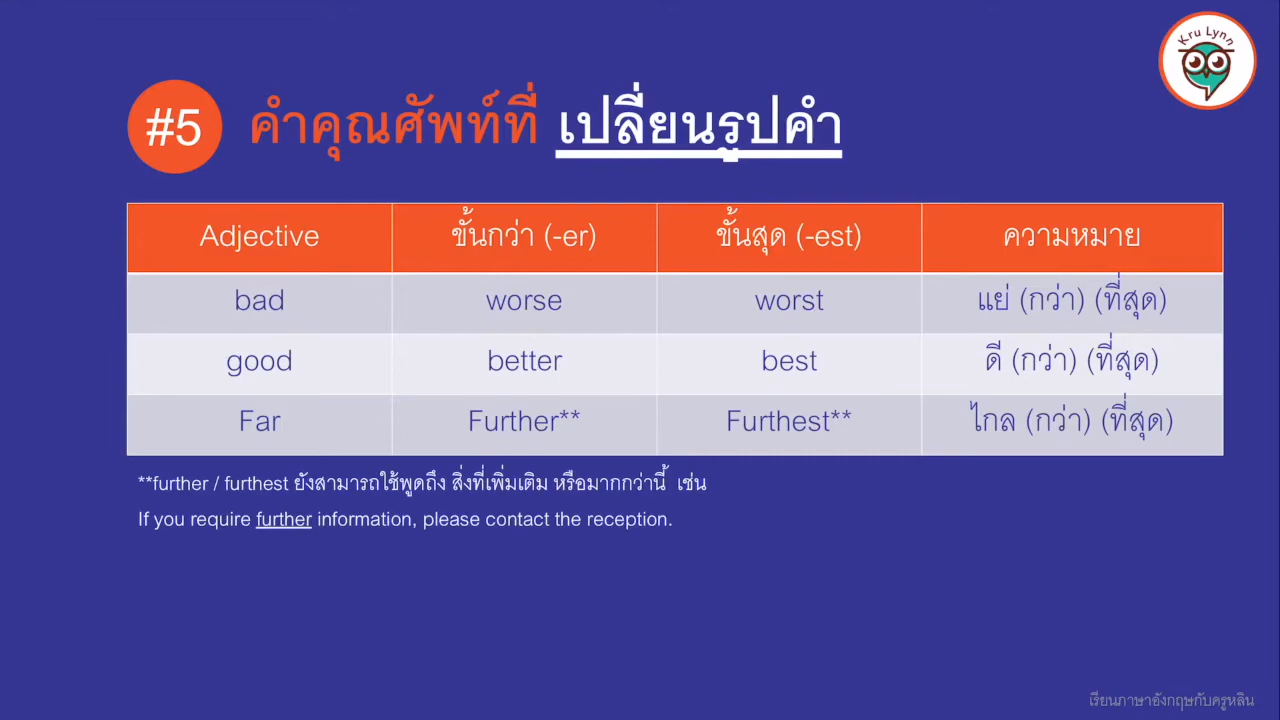 Kru Lynn
#5 คำคุณศัพท์ที่ เปลี่ยนรูปคำ
Adjective ขั้นกว่า (-er) ขั้นสุด (-est) ความหมาย
bad worse worst แย่ (กว่า) (ที่สุด)
good better best ดี (กว่า) (ที่สุด)
Far Further** Furthest** ไกล (กว่า) (ที่สุด)
**further / furthest ยังสามารถใช้พูดถึง สิ่งที่เพิ่มเติม หรือมากกว่านี้ เช่น
If you require further information, please contact the reception.
เรียนภาษาอังกฤษกับครูหลิน